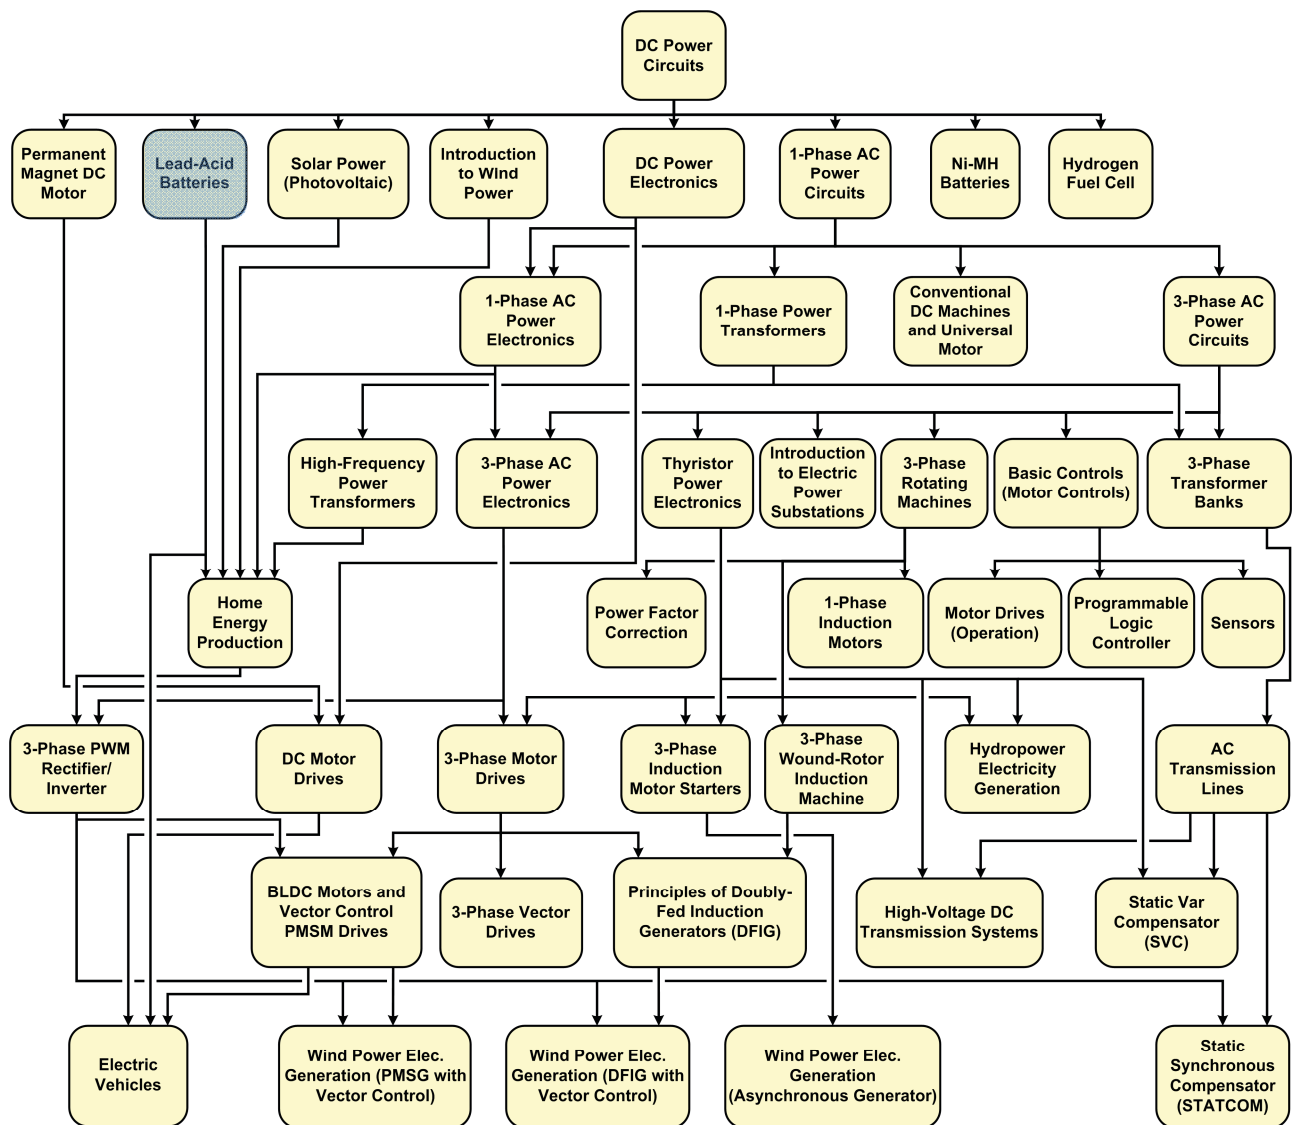 DC Power
Circuits
Permanent
Magnet DC
Motor
Lead-Acid
Batteries
Solar Power
(Photovoltaic)
Introduction
to WInd
Power
DC Power
Electronics
1-Phase AC
Power
Circuits
Ni-MH
Batteries
Hydrogen
Fuel Cell
1-Phase AC
Power
Electronics
1-Phase Power
Transformers
Conventional
DC Machines
and Universal
Motor
3-Phase AC
Power
Circuits
High-Frequency
Power
Transformers
3-Phase AC
Power
Electronics
Thyristor
Power
Electronics
Introduction
to Electric
Power
Substations
3-Phase
Rotating
Machines
Basic Controls
(Motor Controls)
3-Phase
Transformer
Banks
Home
Energy
Production
Power Factor
Correction
1-Phase
Induction
Motors
Motor Drives
(Operation)
Programmable
Logic
Controller
Sensors
3-Phase PWM
Rectifier/
Inverter
DC Motor
Drives
3-Phase Motor
Drives
3-Phase
Induction
Motor Starters
3-Phase
Wound-Rotor
Induction
Machine
Hydropower
Electricity
Generation
AC
Transmission
Lines
BLDC Motors and
Vector Control
PMSM Drives
3-Phase Vector
Drives
Principles of Doubly-
Fed Induction
Generators (DFIG)
High-Voltage DC
Transmission Systems
Static Var
Compensator
(SVC)
Electric
Vehicles
Wind Power Elec.
Generation (PMSG with
Vector Control)
Wind Power Elec.
Generation (DFIG with
Vector Control)
Wind Power Elec.
Generation
(Asynchronous Generator)
Static
Synchronous
Compensator
(STATCOM)